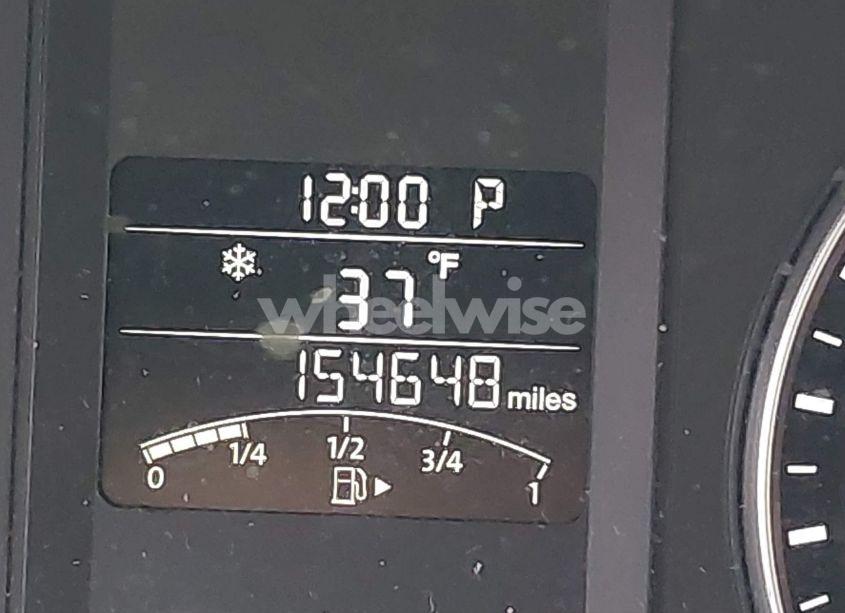 12:00 P
37 °F
wheelwise
154648 miles
0 1/4 1/2 3/4 1